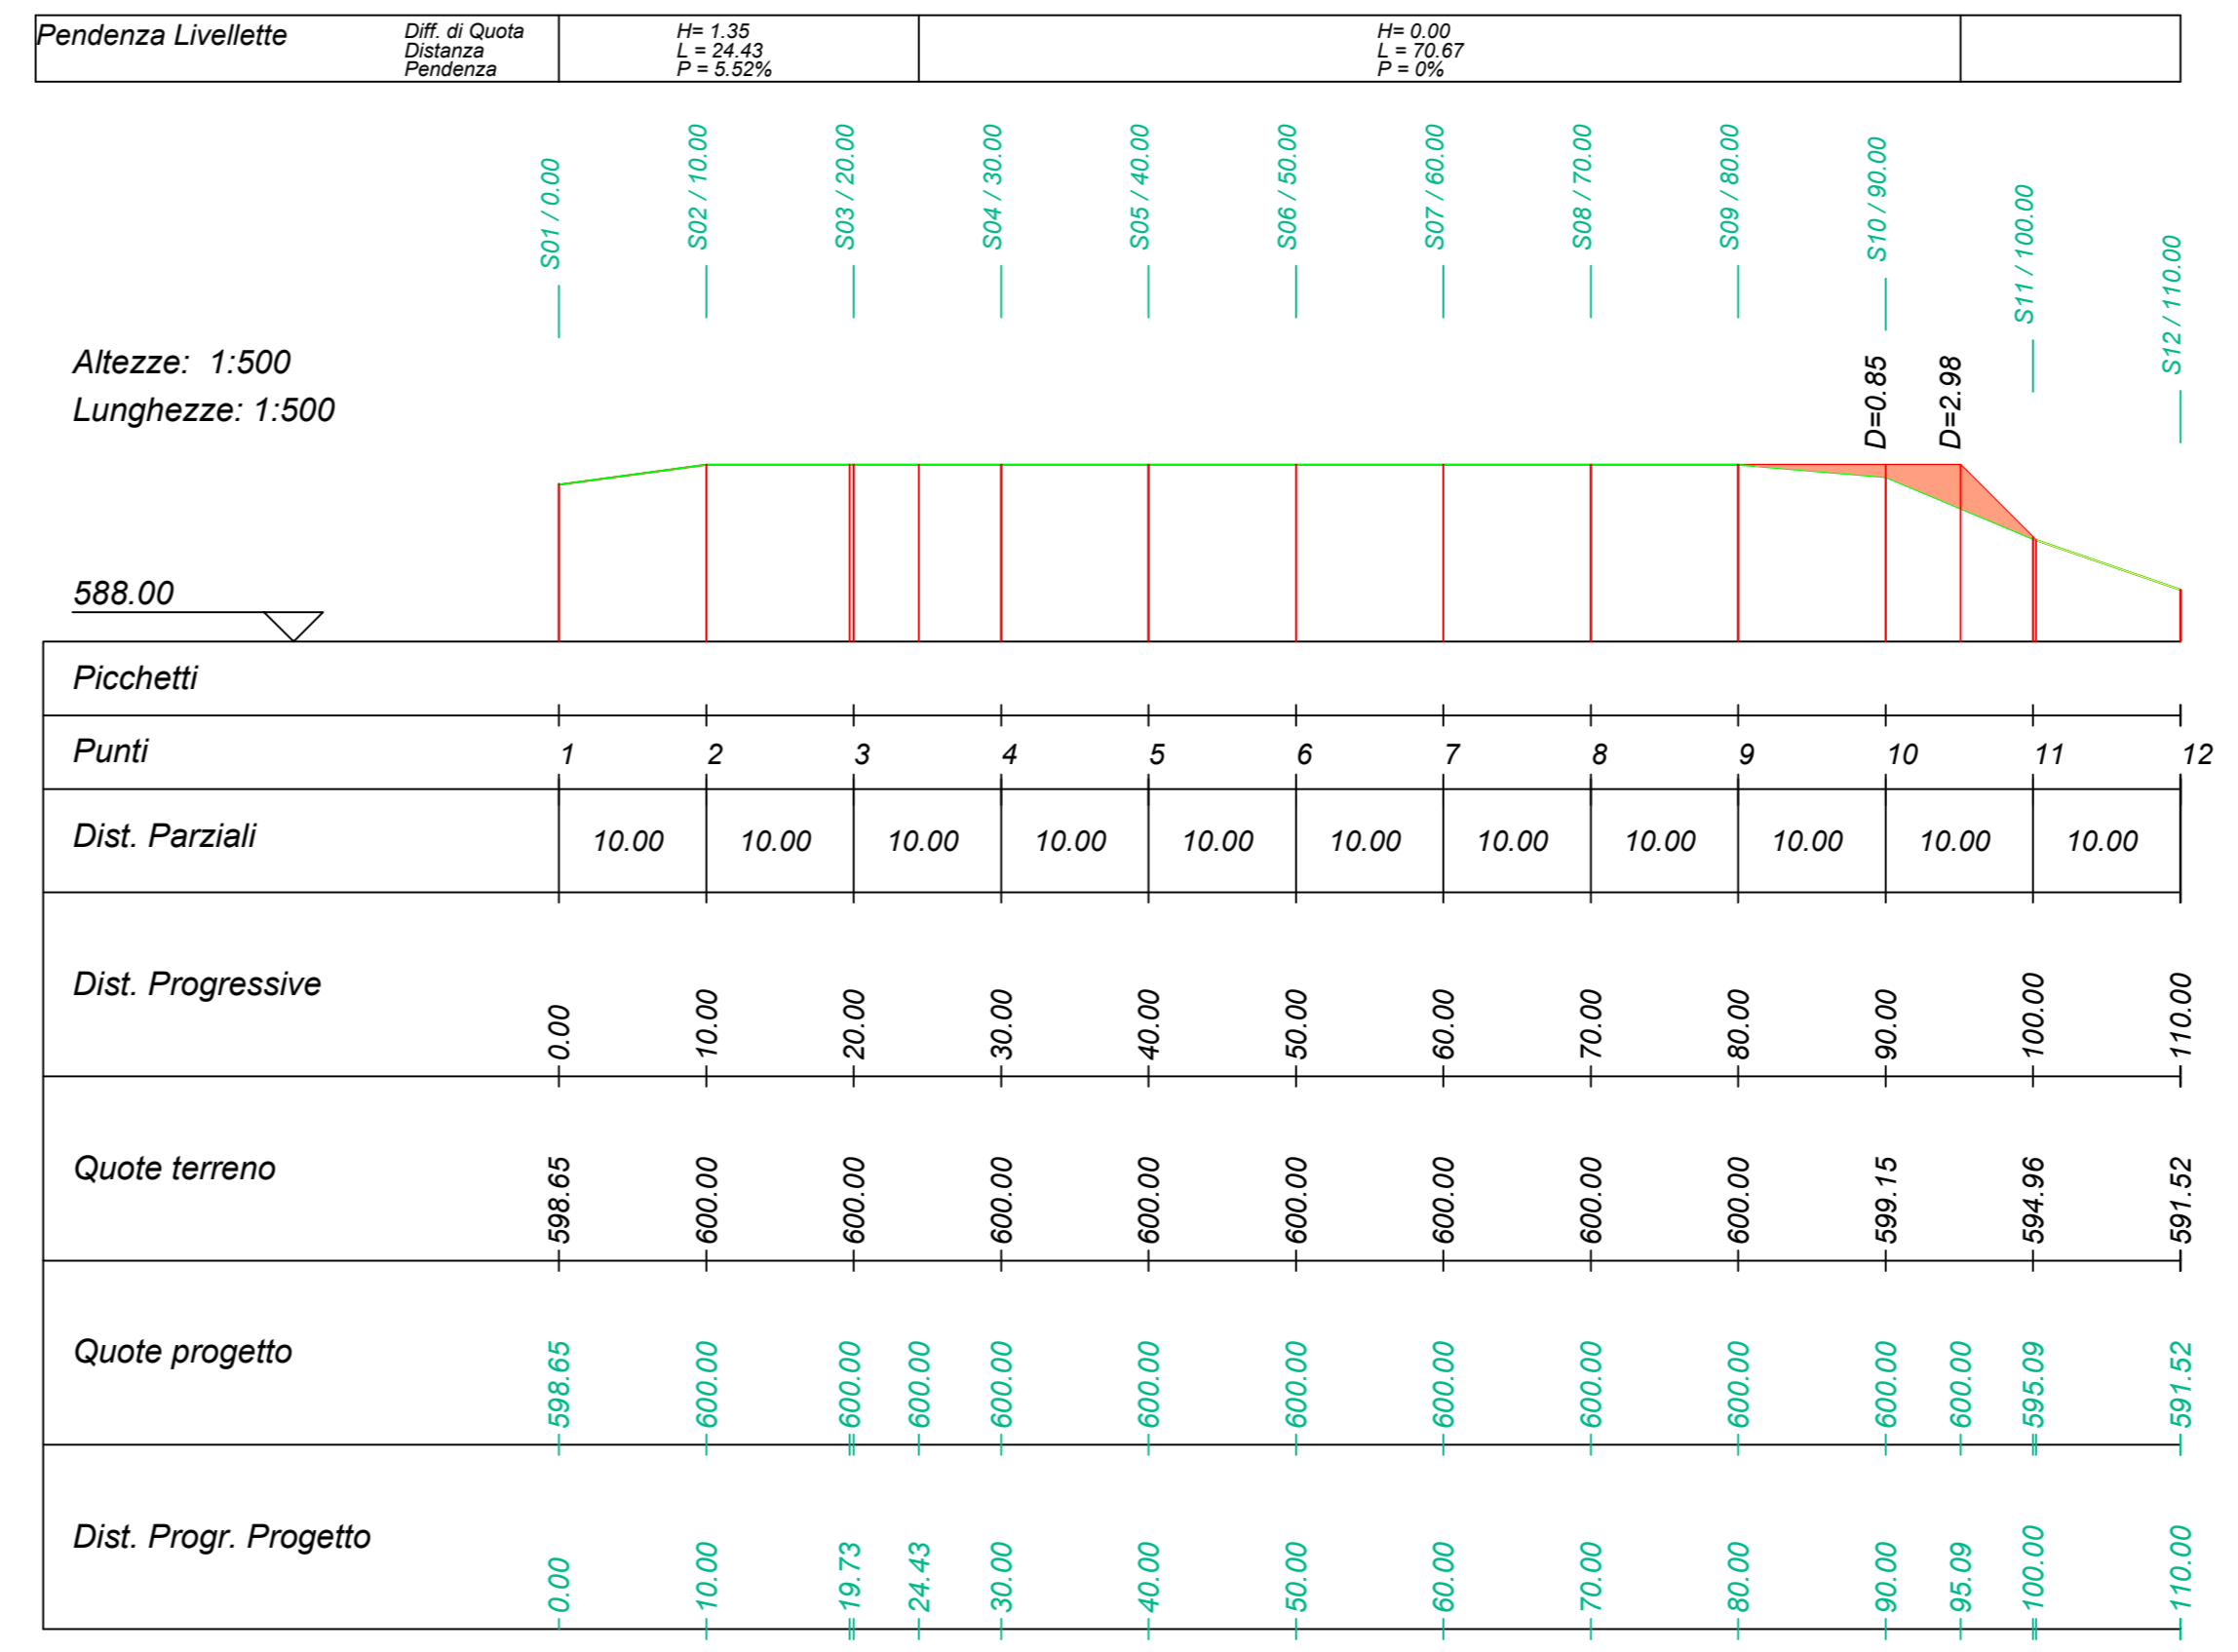 Pendenza Livellette
Diff. di Quota
Distanza
Pendenza
H= 1.35
L = 24.43
P = 5.52%
H= 0.00
L = 70.67
P = 0%
S01 / 0.00
S02 / 10.00
S03 / 20.00
S04 / 30.00
S05 / 40.00
S06 / 50.00
S07 / 60.00
S08 / 70.00
S09 / 80.00
S10 / 90.00
S11 / 100.00
S12 / 110.00
Altezze: 1:500
Lunghezze: 1:500
D=0.85
D=2.98
588.00
Picchetti
Punti 1 2 3 4 5 6 7 8 9 10 11 12
Dist. Parziali 10.00 10.00 10.00 10.00 10.00 10.00 10.00 10.00 10.00 10.00 10.00
Dist. Progressive 0.00 10.00 20.00 30.00 40.00 50.00 60.00 70.00 80.00 90.00 100.00 110.00
Quote terreno 598.65 600.00 600.00 600.00 600.00 600.00 600.00 600.00 600.00 599.15 594.96 591.52
Quote progetto 598.65 600.00 600.00 600.00 600.00 600.00 600.00 600.00 600.00 600.00 600.00 600.00 595.09 591.52
Dist. Progr. Progetto 0.00 10.00 19.73 24.43 30.00 40.00 50.00 60.00 70.00 80.00 90.00 95.09 100.00 110.00